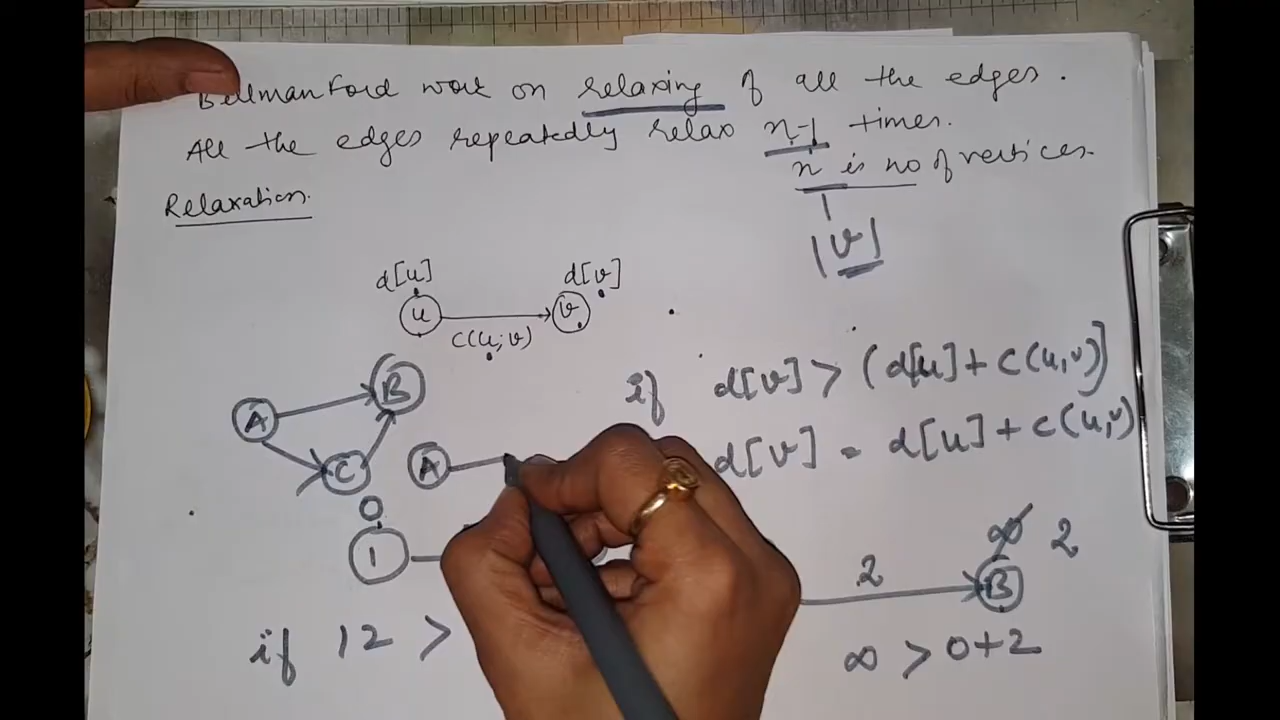 BellmanFord work on relaxing of all the edges.
All the edges repeatedly relax n-1 times.
n is no of vertices.
Relaxation.
|v|
d[u] d[v]
u v
C(u,v)
A B C
if d[v] > (d[u] + c(u,v)]
d[v] = d[u] + c(u,v)
A
0
1
∞ 2
2 B
if 12 >
∞ > 0+2